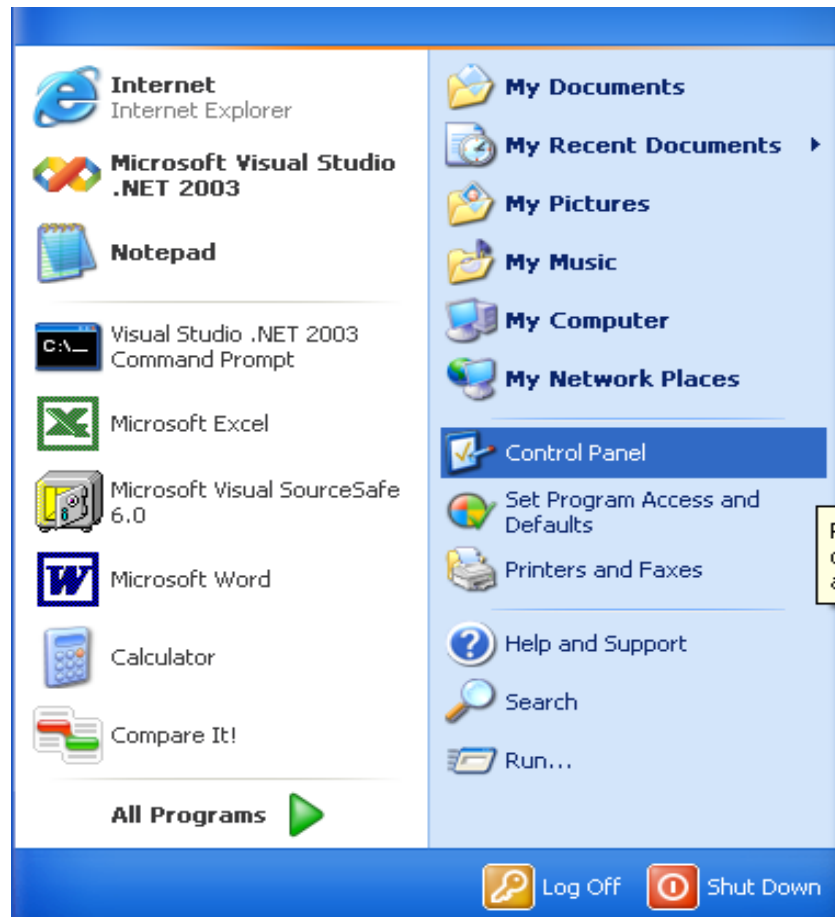 Internet
Internet Explorer
Microsoft Visual Studio
.NET 2003
Notepad
C:\_
Visual Studio .NET 2003
Command Prompt
Microsoft Excel
Microsoft Visual SourceSafe
6.0
Microsoft Word
Calculator
Compare It!
All Programs
My Documents
My Recent Documents
My Pictures
My Music
My Computer
My Network Places
Control Panel
Set Program Access and
Defaults
Printers and Faxes
Help and Support
Search
Run...
Log Off
Shut Down